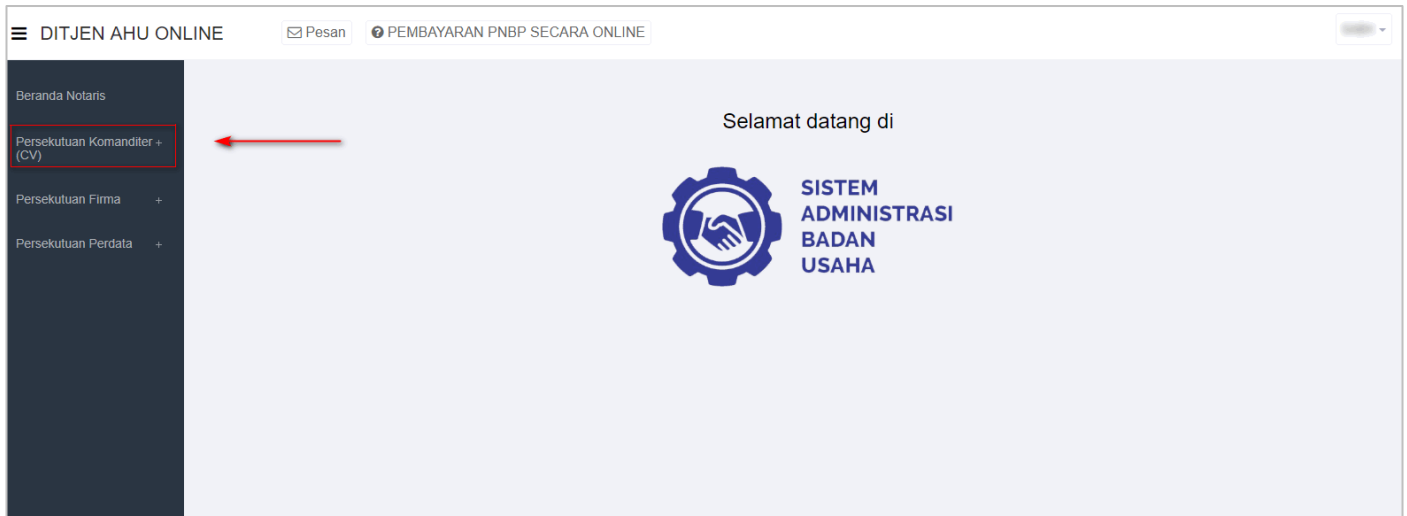 DITJEN AHU ONLINE
Pesan
PEMBAYARAN PNBP SECARA ONLINE
Beranda Notaris
Persekutuan Komanditer +
(CV)
Persekutuan Firma +
Persekutuan Perdata +
Selamat datang di
SISTEM
ADMINISTRASI
BADAN
USAHA